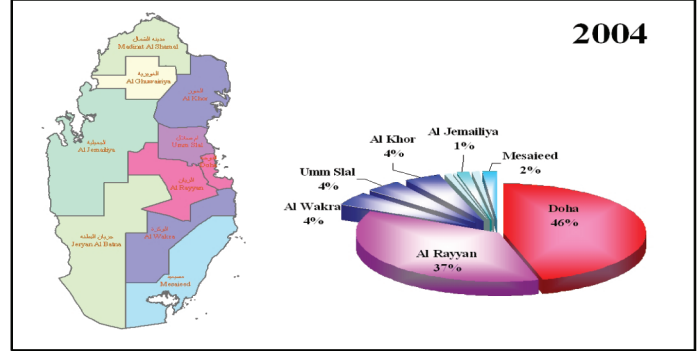 2004
مدينة الشمال
Madinat Al Shamal
الغويرية
Al Ghuwairiya
الخور
Al Khor
الجميلية
Al Jemailiya
ام صلال
Umm Slal
Doha
الريان
Al Rayyan
جريان الباطنة
Jeryan Al Batna
الوكرة
Al Wakra
مسيعيد
Mesaieed
Al Jemailiya
1%
Al Khor
4%
Mesaieed
2%
Umm Slal
4%
Al Wakra
4%
Doha
46%
Al Rayyan
37%